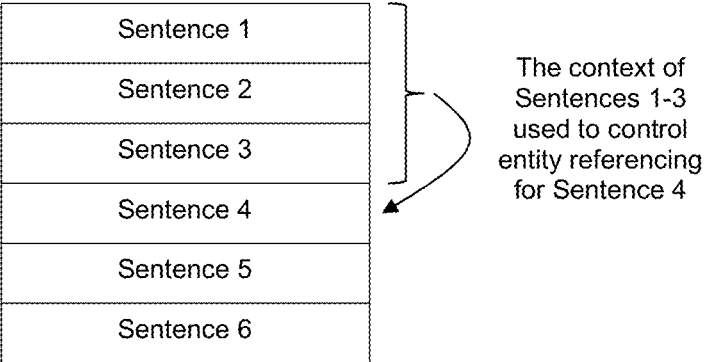 Sentence 1
Sentence 2
Sentence 3
Sentence 4
Sentence 5
Sentence 6
The context of
Sentences 1-3
used to control
entity referencing
for Sentence 4